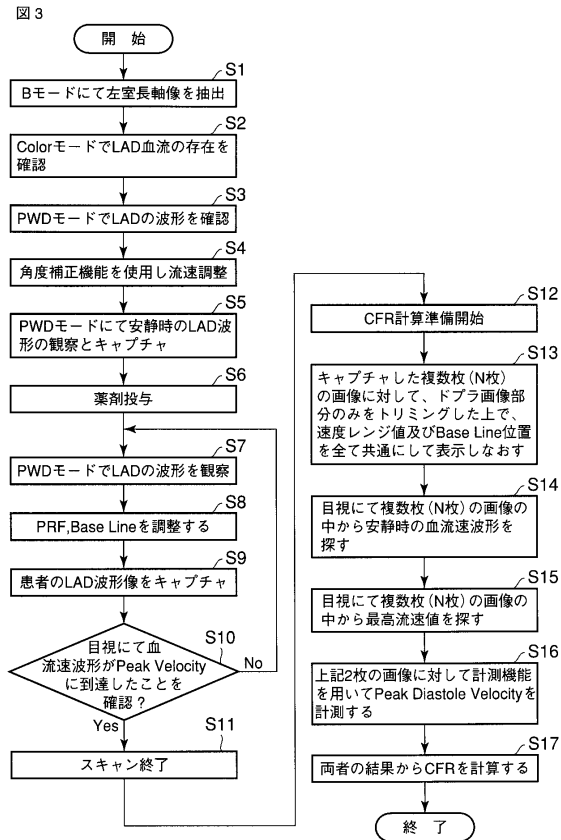 図3
開 始
S1
Bモードにて左室長軸像を抽出
S2
ColorモードでLAD血流の存在を
確認
S3
PWDモードでLADの波形を確認
S4
角度補正機能を使用し流速調整
S5
PWDモードにて安静時のLAD波
形の観察とキャプチャ
S6
薬剤投与
S7
PWDモードでLADの波形を観察
S8
PRF,Base Lineを調整する
S9
患者のLAD波形像をキャプチャ
S10
目視にて血
流速波形がPeak Velocity
に到達したことを
確認?
No
Yes
S11
スキャン終了
S12
CFR計算準備開始
S13
キャプチャした複数枚(N枚)
の画像に対して、ドプラ画像部
分のみをトリミングした上で、
速度レンジ値及びBase Line位置
を全て共通にして表示しなおす
S14
目視にて複数枚(N枚)の画像の
中から安静時の血流速波形を
探す
S15
目視にて複数枚(N枚)の画像の
中から最高流速値を探す
S16
上記2枚の画像に対して計測機能
を用いてPeak Diastole Velocityを
計測する
S17
両者の結果からCFRを計算する
終 了